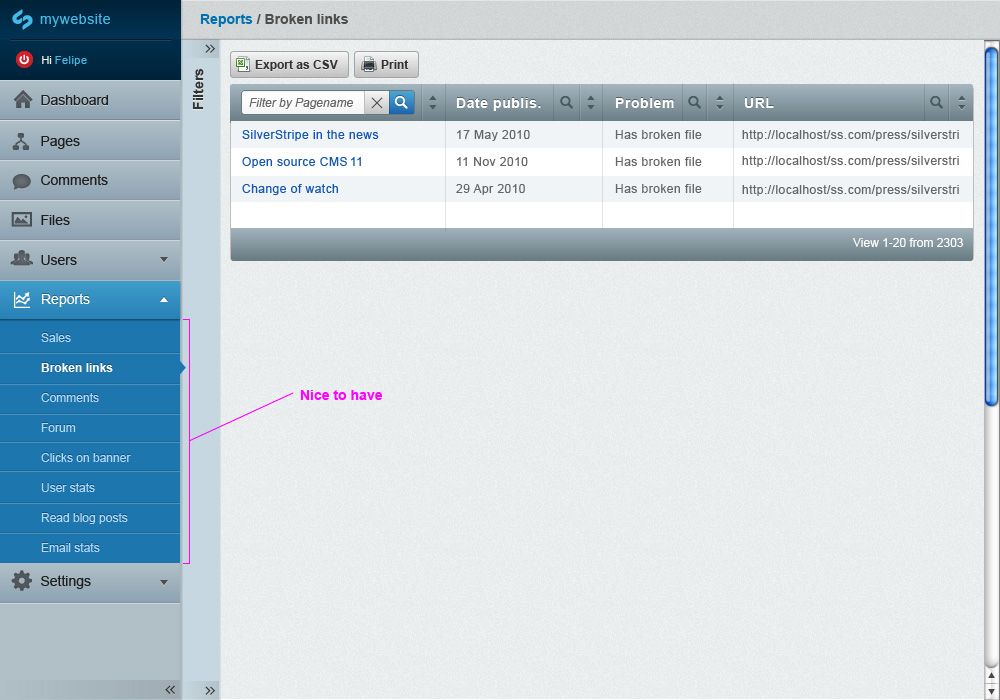 mywebsite
Hi Felipe
Dashboard
Pages
Comments
Files
Users
Reports
Sales
Broken links
Comments
Forum
Clicks on banner
User stats
Read blog posts
Email stats
Settings
Filters
Reports / Broken links
Export as CSV
Print
Filter by Pagename
Date publis.
Problem
URL
SilverStripe in the news 17 May 2010 Has broken file http://localhost/ss.com/press/silverstri
Open source CMS 11 11 Nov 2010 Has broken file http://localhost/ss.com/press/silverstri
Change of watch 29 Apr 2010 Has broken file http://localhost/ss.com/press/silverstri
View 1-20 from 2303
Nice to have